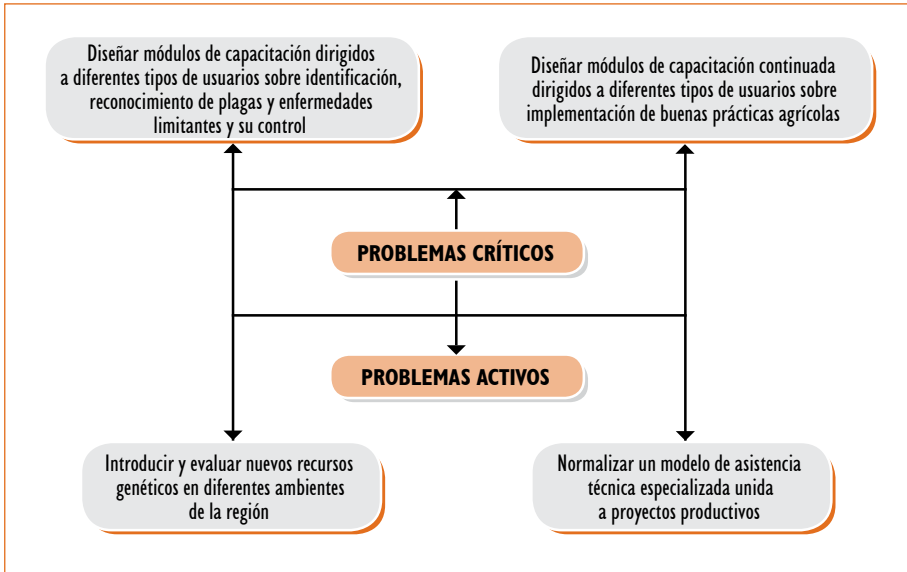 Diseñar módulos de capacitación dirigidos
a diferentes tipos de usuarios sobre identificación,
reconocimiento de plagas y enfermedades
limitantes y su control
Diseñar módulos de capacitación continuada
dirigidos a diferentes tipos de usuarios sobre
implementación de buenas prácticas agrícolas
PROBLEMAS CRÍTICOS
PROBLEMAS ACTIVOS
Introducir y evaluar nuevos recursos
genéticos en diferentes ambientes
de la región
Normalizar un modelo de asistencia
técnica especializada unida
a proyectos productivos